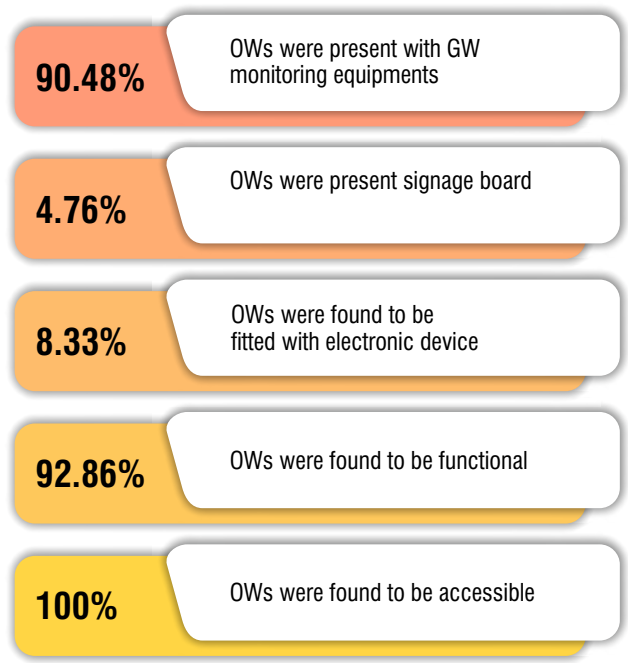 90.48%
OWs were present with GW
monitoring equipments
4.76%
OWs were present signage board
8.33%
OWs were found to be
fitted with electronic device
92.86%
OWs were found to be functional
100%
OWs were found to be accessible